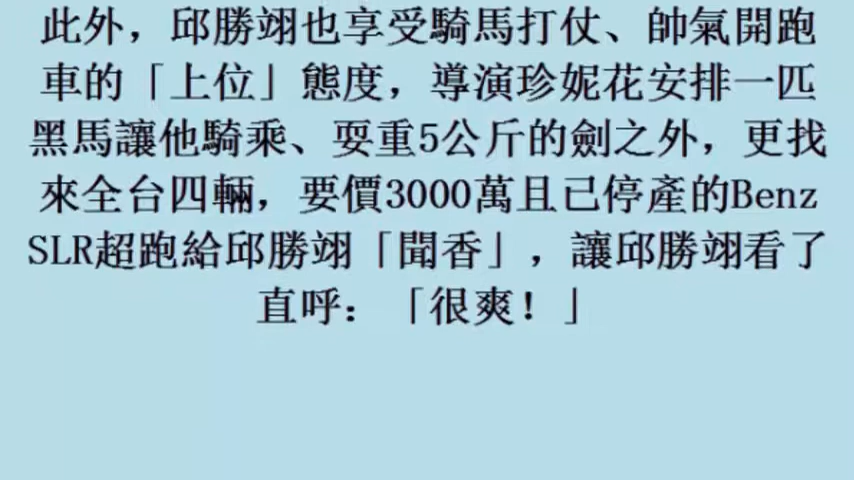 此外，邱勝翊也享受騎馬打仗、帥氣開跑
車的「上位」態度，導演珍妮花安排一匹
黑馬讓他騎乘、耍重5公斤的劍之外，更找
來全台四輛，要價3000萬且已停產的Benz
SLR超跑給邱勝翊「聞香」，讓邱勝翊看了
直呼：「很爽！」